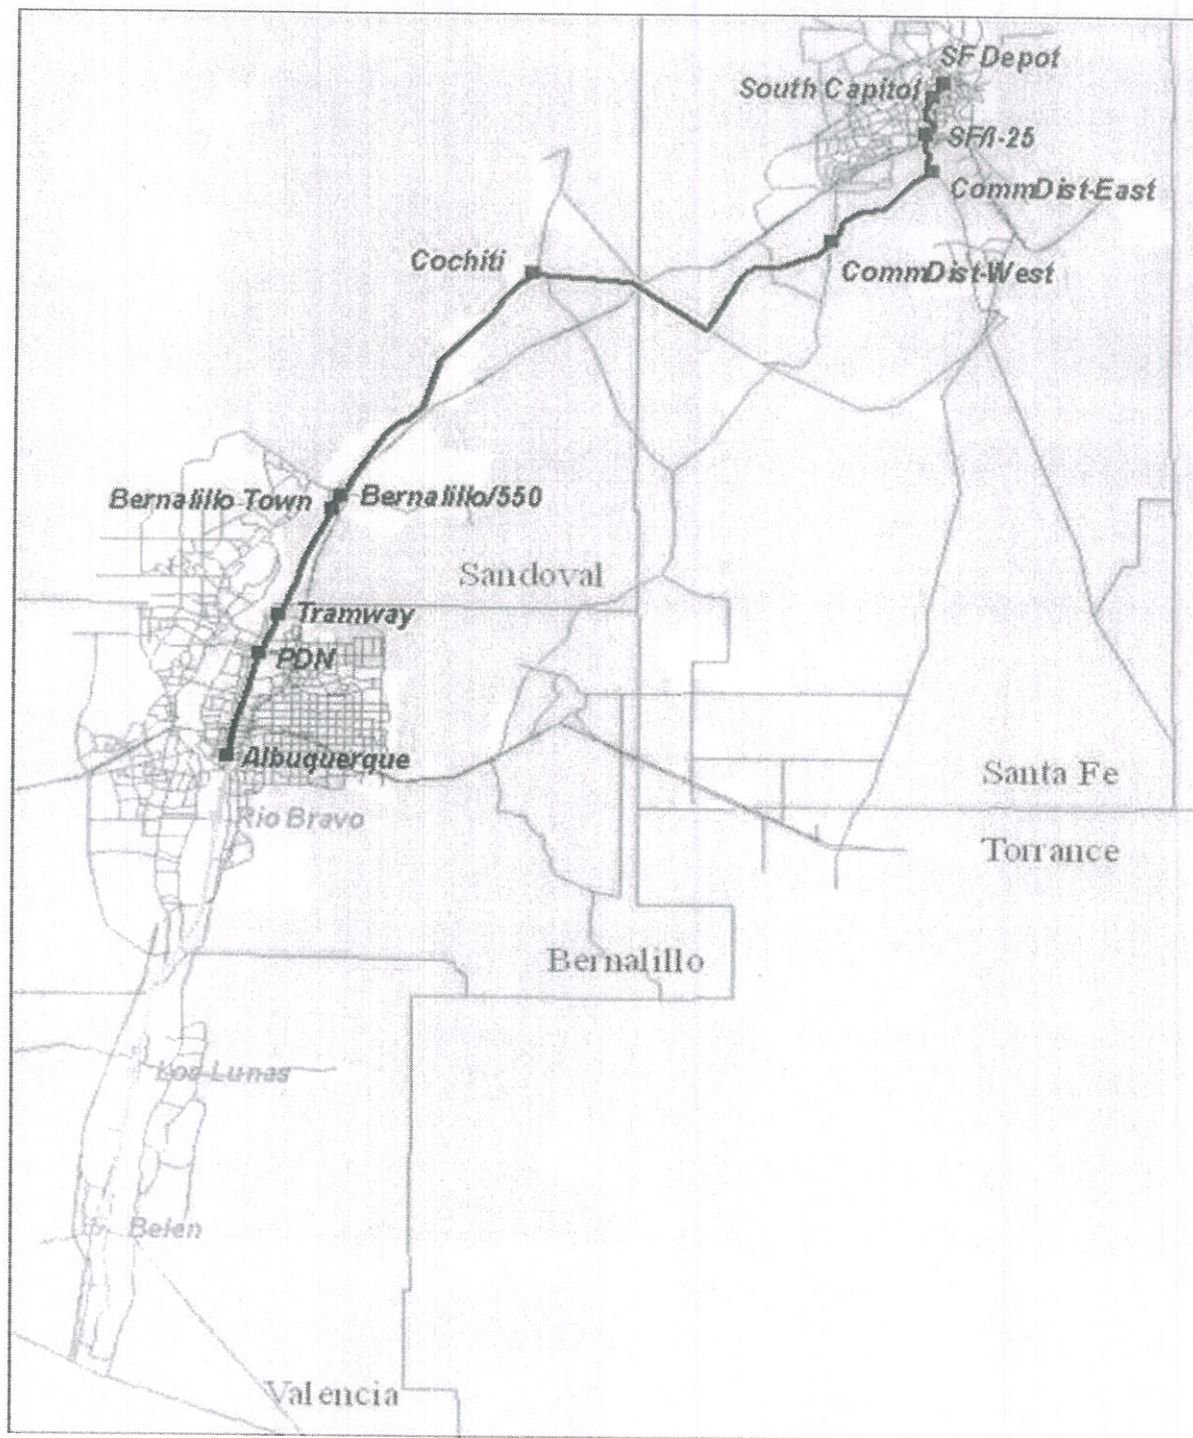 SF Depot
South Capitol
SF/I-25
CommDist-East
Cochiti
CommDist-West
Bernalillo Town
Bernalillo/550
Sandoval
Tramway
PDN
Albuquerque
Santa Fe
Rio Bravo
Torrance
Bernalillo
Los Lunas
Belen
Valencia